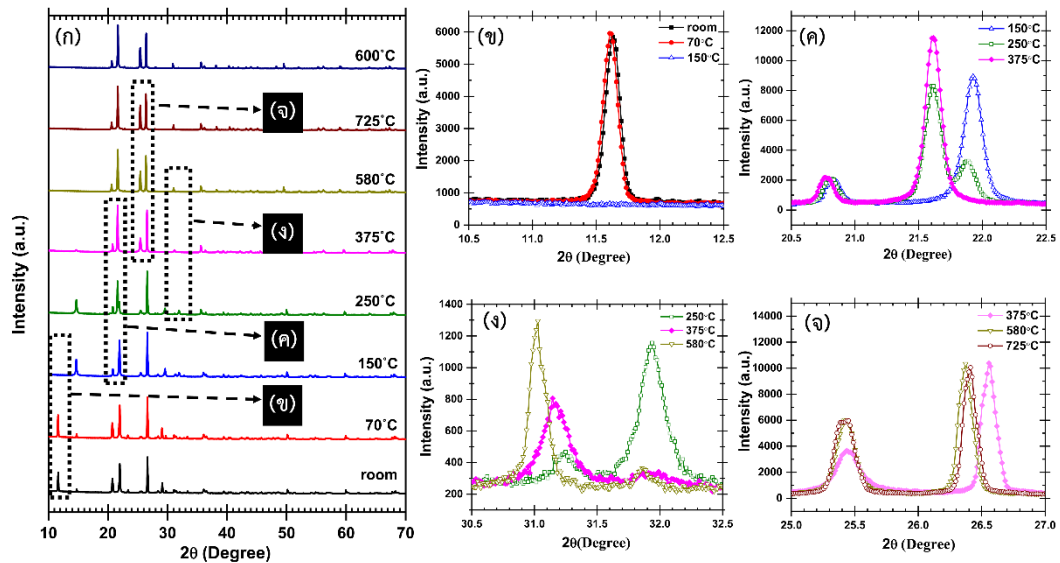 (ก)
600°C
725°C
(จ)
580°C
(ง)
375°C
250°C
(ค)
150°C
(ข)
70°C
room
Intensity (a.u.)
10 20 30 40 50 60 70
2θ (Degree)
(ข)
room
70°C
150°C
6000
5000
4000
3000
2000
1000
0
Intensity (a.u.)
10.5 11.0 11.5 12.0 12.5
2θ (Degree)
(ค)
150°C
250°C
375°C
12000
10000
8000
6000
4000
2000
0
Intensity (a.u.)
20.5 21.0 21.5 22.0 22.5
2θ (Degree)
(ง)
250°C
375°C
580°C
1400
1200
1000
800
600
400
200
Intensity (a.u.)
30.5 31.0 31.5 32.0 32.5
2θ(Degree)
(จ)
375°C
580°C
725°C
14000
12000
10000
8000
6000
4000
2000
0
Intensity (a.u.)
25.0 25.5 26.0 26.5 27.0
2θ (Degree)